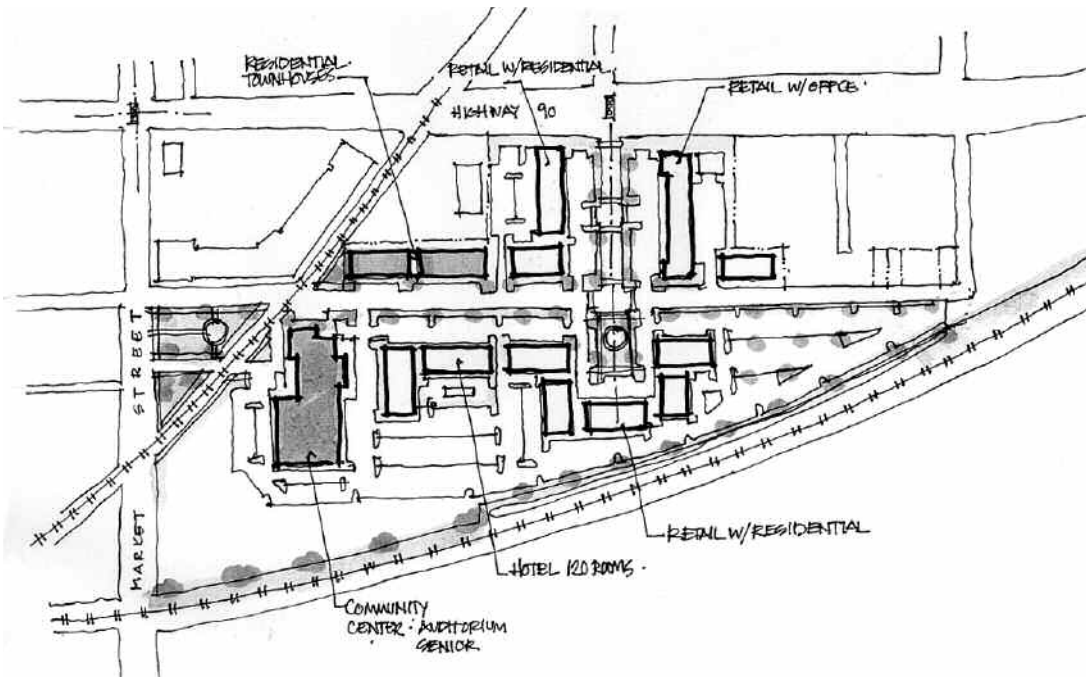 RESIDENTIAL
TOWNHOUSES
RETAIL W/RESIDENTIAL
HIGHWAY 90
RETAIL W/OFFICE
MARKET STREET
RETAIL W/RESIDENTIAL
HOTEL 120 ROOMS.
COMMUNITY
CENTER · AUDITORIUM
SENIOR